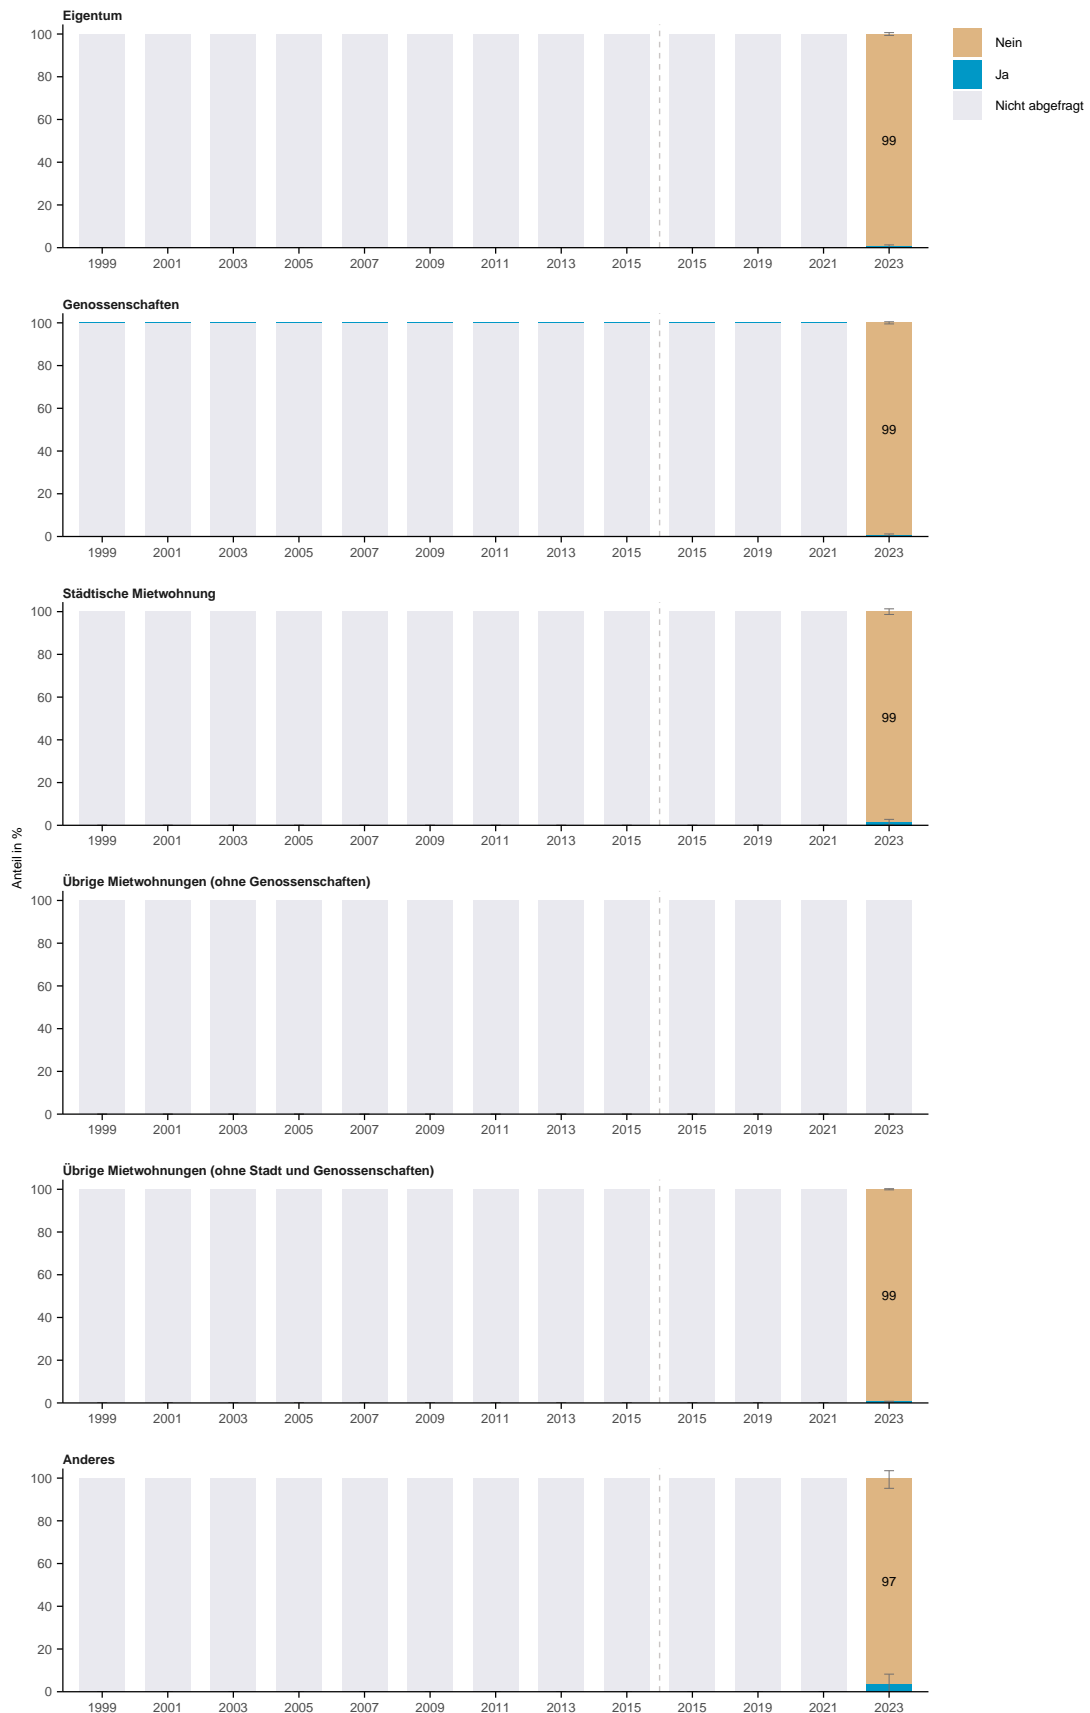 Eigentum
100
80
60
40
20
0
99
1999 2001 2003 2005 2007 2009 2011 2013 2015 2015 2019 2021 2023
Nein
Ja
Nicht abgefragt
Genossenschaften
100
80
60
40
20
0
99
1999 2001 2003 2005 2007 2009 2011 2013 2015 2015 2019 2021 2023
Städtische Mietwohnung
100
80
60
40
20
0
99
1999 2001 2003 2005 2007 2009 2011 2013 2015 2015 2019 2021 2023
Anteil in %
Übrige Mietwohnungen (ohne Genossenschaften)
100
80
60
40
20
0
1999 2001 2003 2005 2007 2009 2011 2013 2015 2015 2019 2021 2023
Übrige Mietwohnungen (ohne Stadt und Genossenschaften)
100
80
60
40
20
0
99
1999 2001 2003 2005 2007 2009 2011 2013 2015 2015 2019 2021 2023
Anderes
100
80
60
40
20
0
97
1999 2001 2003 2005 2007 2009 2011 2013 2015 2015 2019 2021 2023